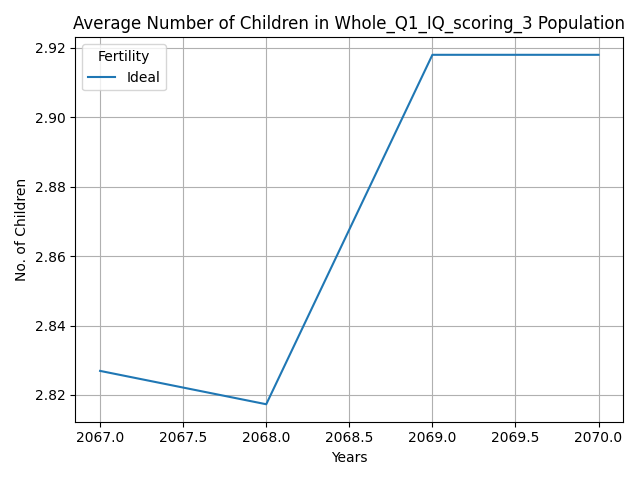 Average Number of Children in Whole_Q1_IQ_scoring_3 Population
Fertility
Ideal
No. of Children
2.92
2.90
2.88
2.86
2.84
2.82
2067.0 2067.5 2068.0 2068.5 2069.0 2069.5 2070.0
Years